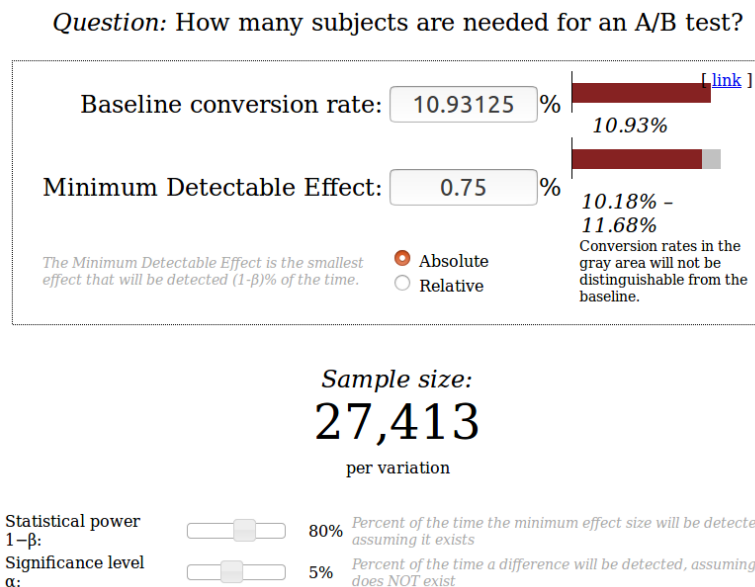 Question: How many subjects are needed for an A/B test?
[ link ]
Baseline conversion rate: 10.93125 %
10.93%
Minimum Detectable Effect: 0.75 %
10.18% –
11.68%
The Minimum Detectable Effect is the smallest
effect that will be detected (1-β)% of the time.
Absolute
Relative
Conversion rates in the
gray area will not be
distinguishable from the
baseline.
Sample size:
27,413
per variation
Statistical power
1−β:
80%
Percent of the time the minimum effect size will be detecte
assuming it exists
Significance level
α:
5%
Percent of the time a difference will be detected, assuming
does NOT exist